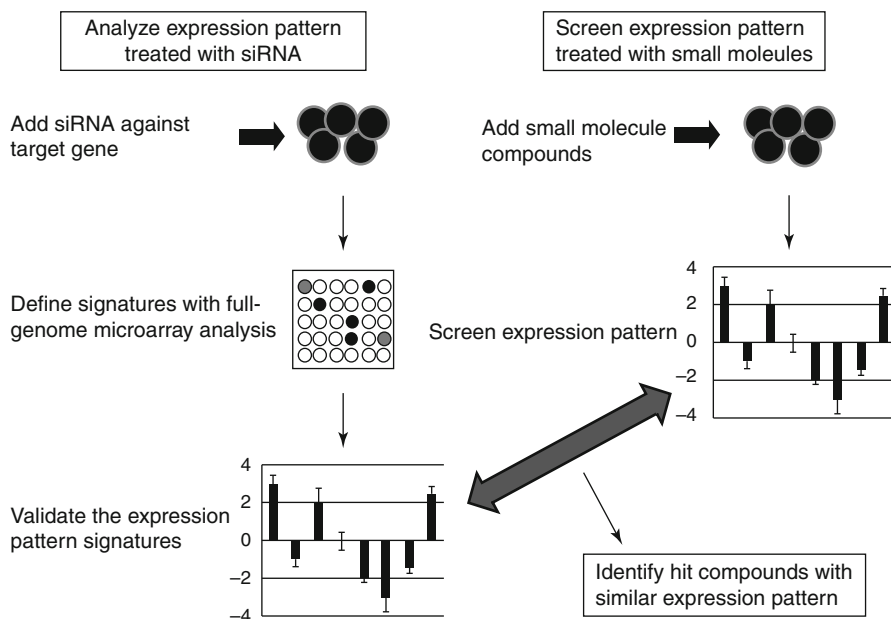 Analyze expression pattern
treated with siRNA
Screen expression pattern
treated with small moleules
Add siRNA against
target gene
Add small molecule
compounds
Define signatures with full-
genome microarray analysis
Screen expression pattern
4
2
0
−2
−4
Validate the expression
pattern signatures
4
2
0
−2
−4
Identify hit compounds with
similar expression pattern